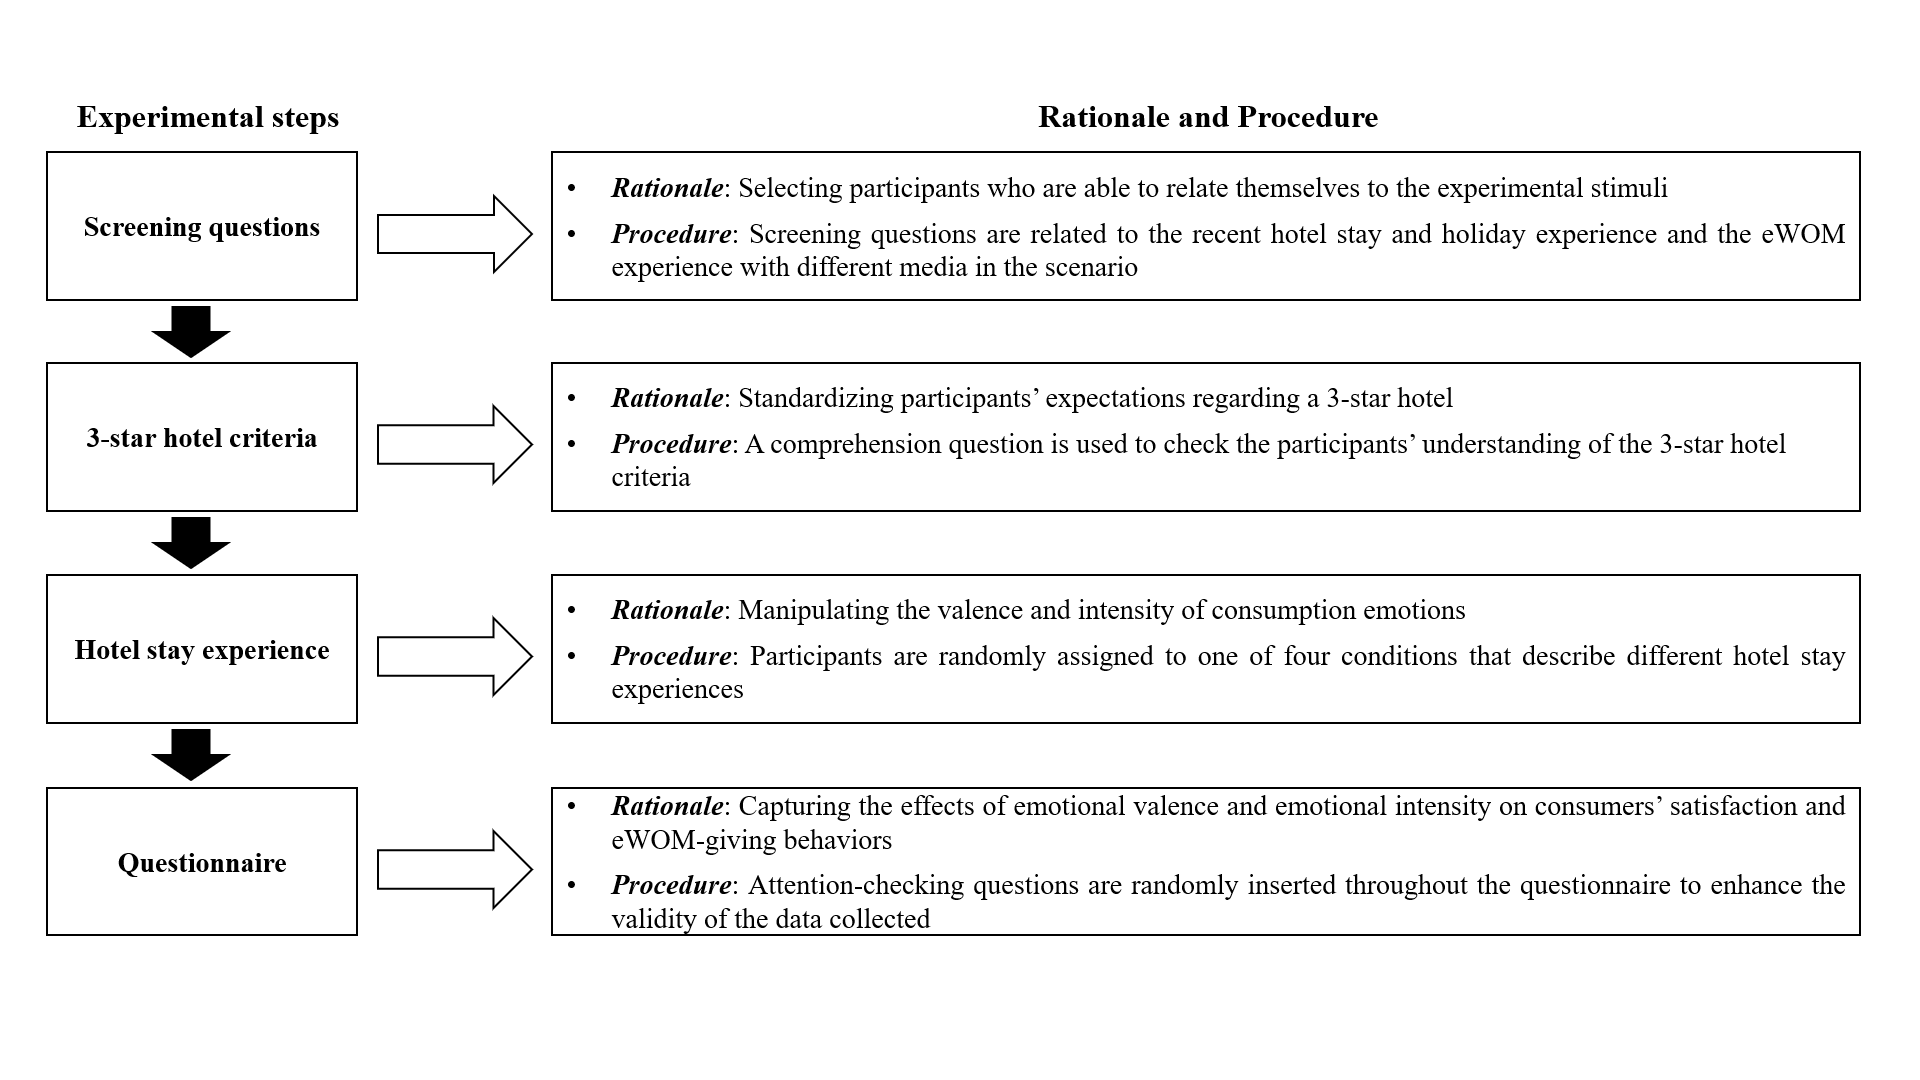 Experimental steps
Rationale and Procedure
Screening questions
• Rationale: Selecting participants who are able to relate themselves to the experimental stimuli
• Procedure: Screening questions are related to the recent hotel stay and holiday experience and the eWOM
experience with different media in the scenario
3-star hotel criteria
• Rationale: Standardizing participants’ expectations regarding a 3-star hotel
• Procedure: A comprehension question is used to check the participants’ understanding of the 3-star hotel
criteria
Hotel stay experience
• Rationale: Manipulating the valence and intensity of consumption emotions
• Procedure: Participants are randomly assigned to one of four conditions that describe different hotel stay
experiences
Questionnaire
• Rationale: Capturing the effects of emotional valence and emotional intensity on consumers’ satisfaction and
eWOM-giving behaviors
• Procedure: Attention-checking questions are randomly inserted throughout the questionnaire to enhance the
validity of the data collected